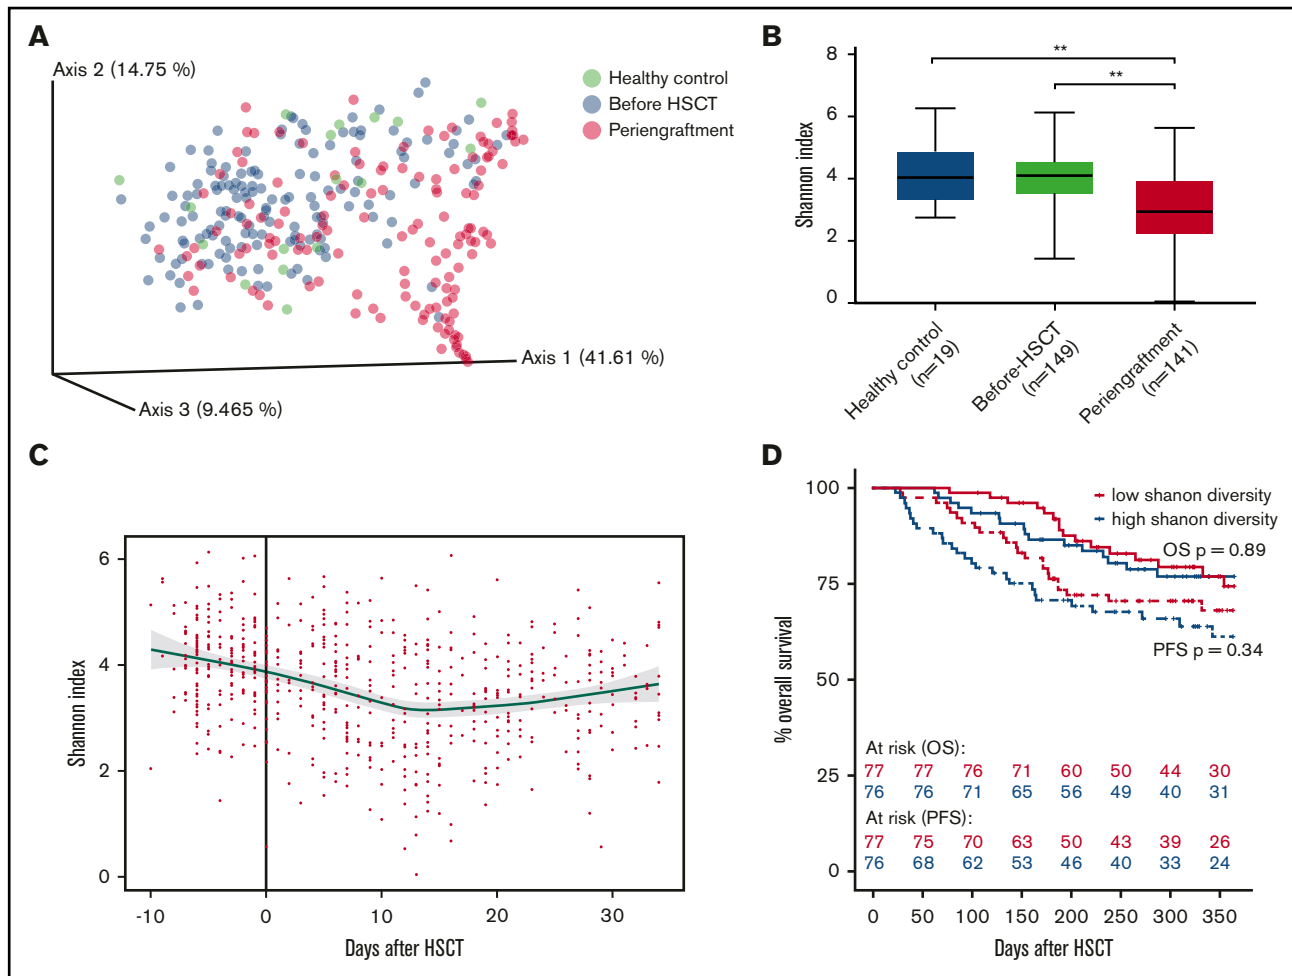 A
Axis 2 (14.75 %)
Healthy control
Before HSCT
Periengraftment
Axis 1 (41.61 %)
Axis 3 (9.465 %)
B
8
6
4
2
0
Shannon index
**
**
Healthy control
(n=19)
Before-HSCT
(n=149)
Periengraftment
(n=141)
C
6
4
2
0
Shannon index
-10 0 10 20 30
Days after HSCT
D
100
75
50
25
0
% overall survival
low shanon diversity
high shanon diversity
OS p = 0.89
PFS p = 0.34
At risk (OS):
77 77 76 71 60 50 44 30
76 76 71 65 56 49 40 31
At risk (PFS):
77 75 70 63 50 43 39 26
76 68 62 53 46 40 33 24
0 50 100 150 200 250 300 350
Days after HSCT